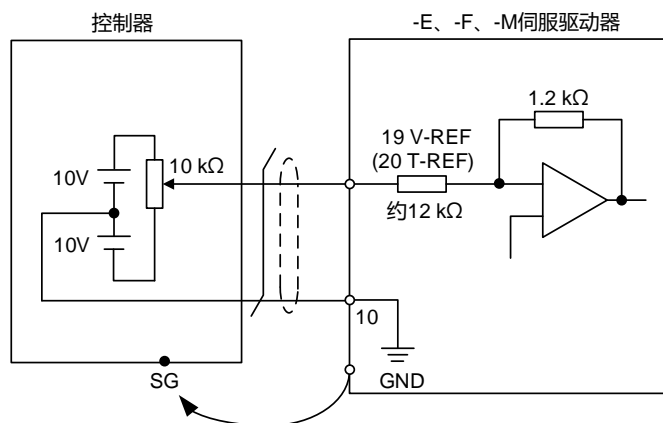 控制器
-E、-F、-M伺服驱动器
1.2 kΩ
19 V-REF
(20 T-REF)
10 kΩ
10V
约12 kΩ
10V
10
SG
GND